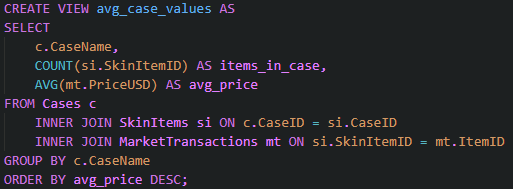 CREATE VIEW avg_case_values AS
SELECT
    c.CaseName,
    COUNT(si.SkinItemID) AS items_in_case,
    AVG(mt.PriceUSD) AS avg_price
FROM Cases c
    INNER JOIN SkinItems si ON c.CaseID = si.CaseID
    INNER JOIN MarketTransactions mt ON si.SkinItemID = mt.ItemID
GROUP BY c.CaseName
ORDER BY avg_price DESC;